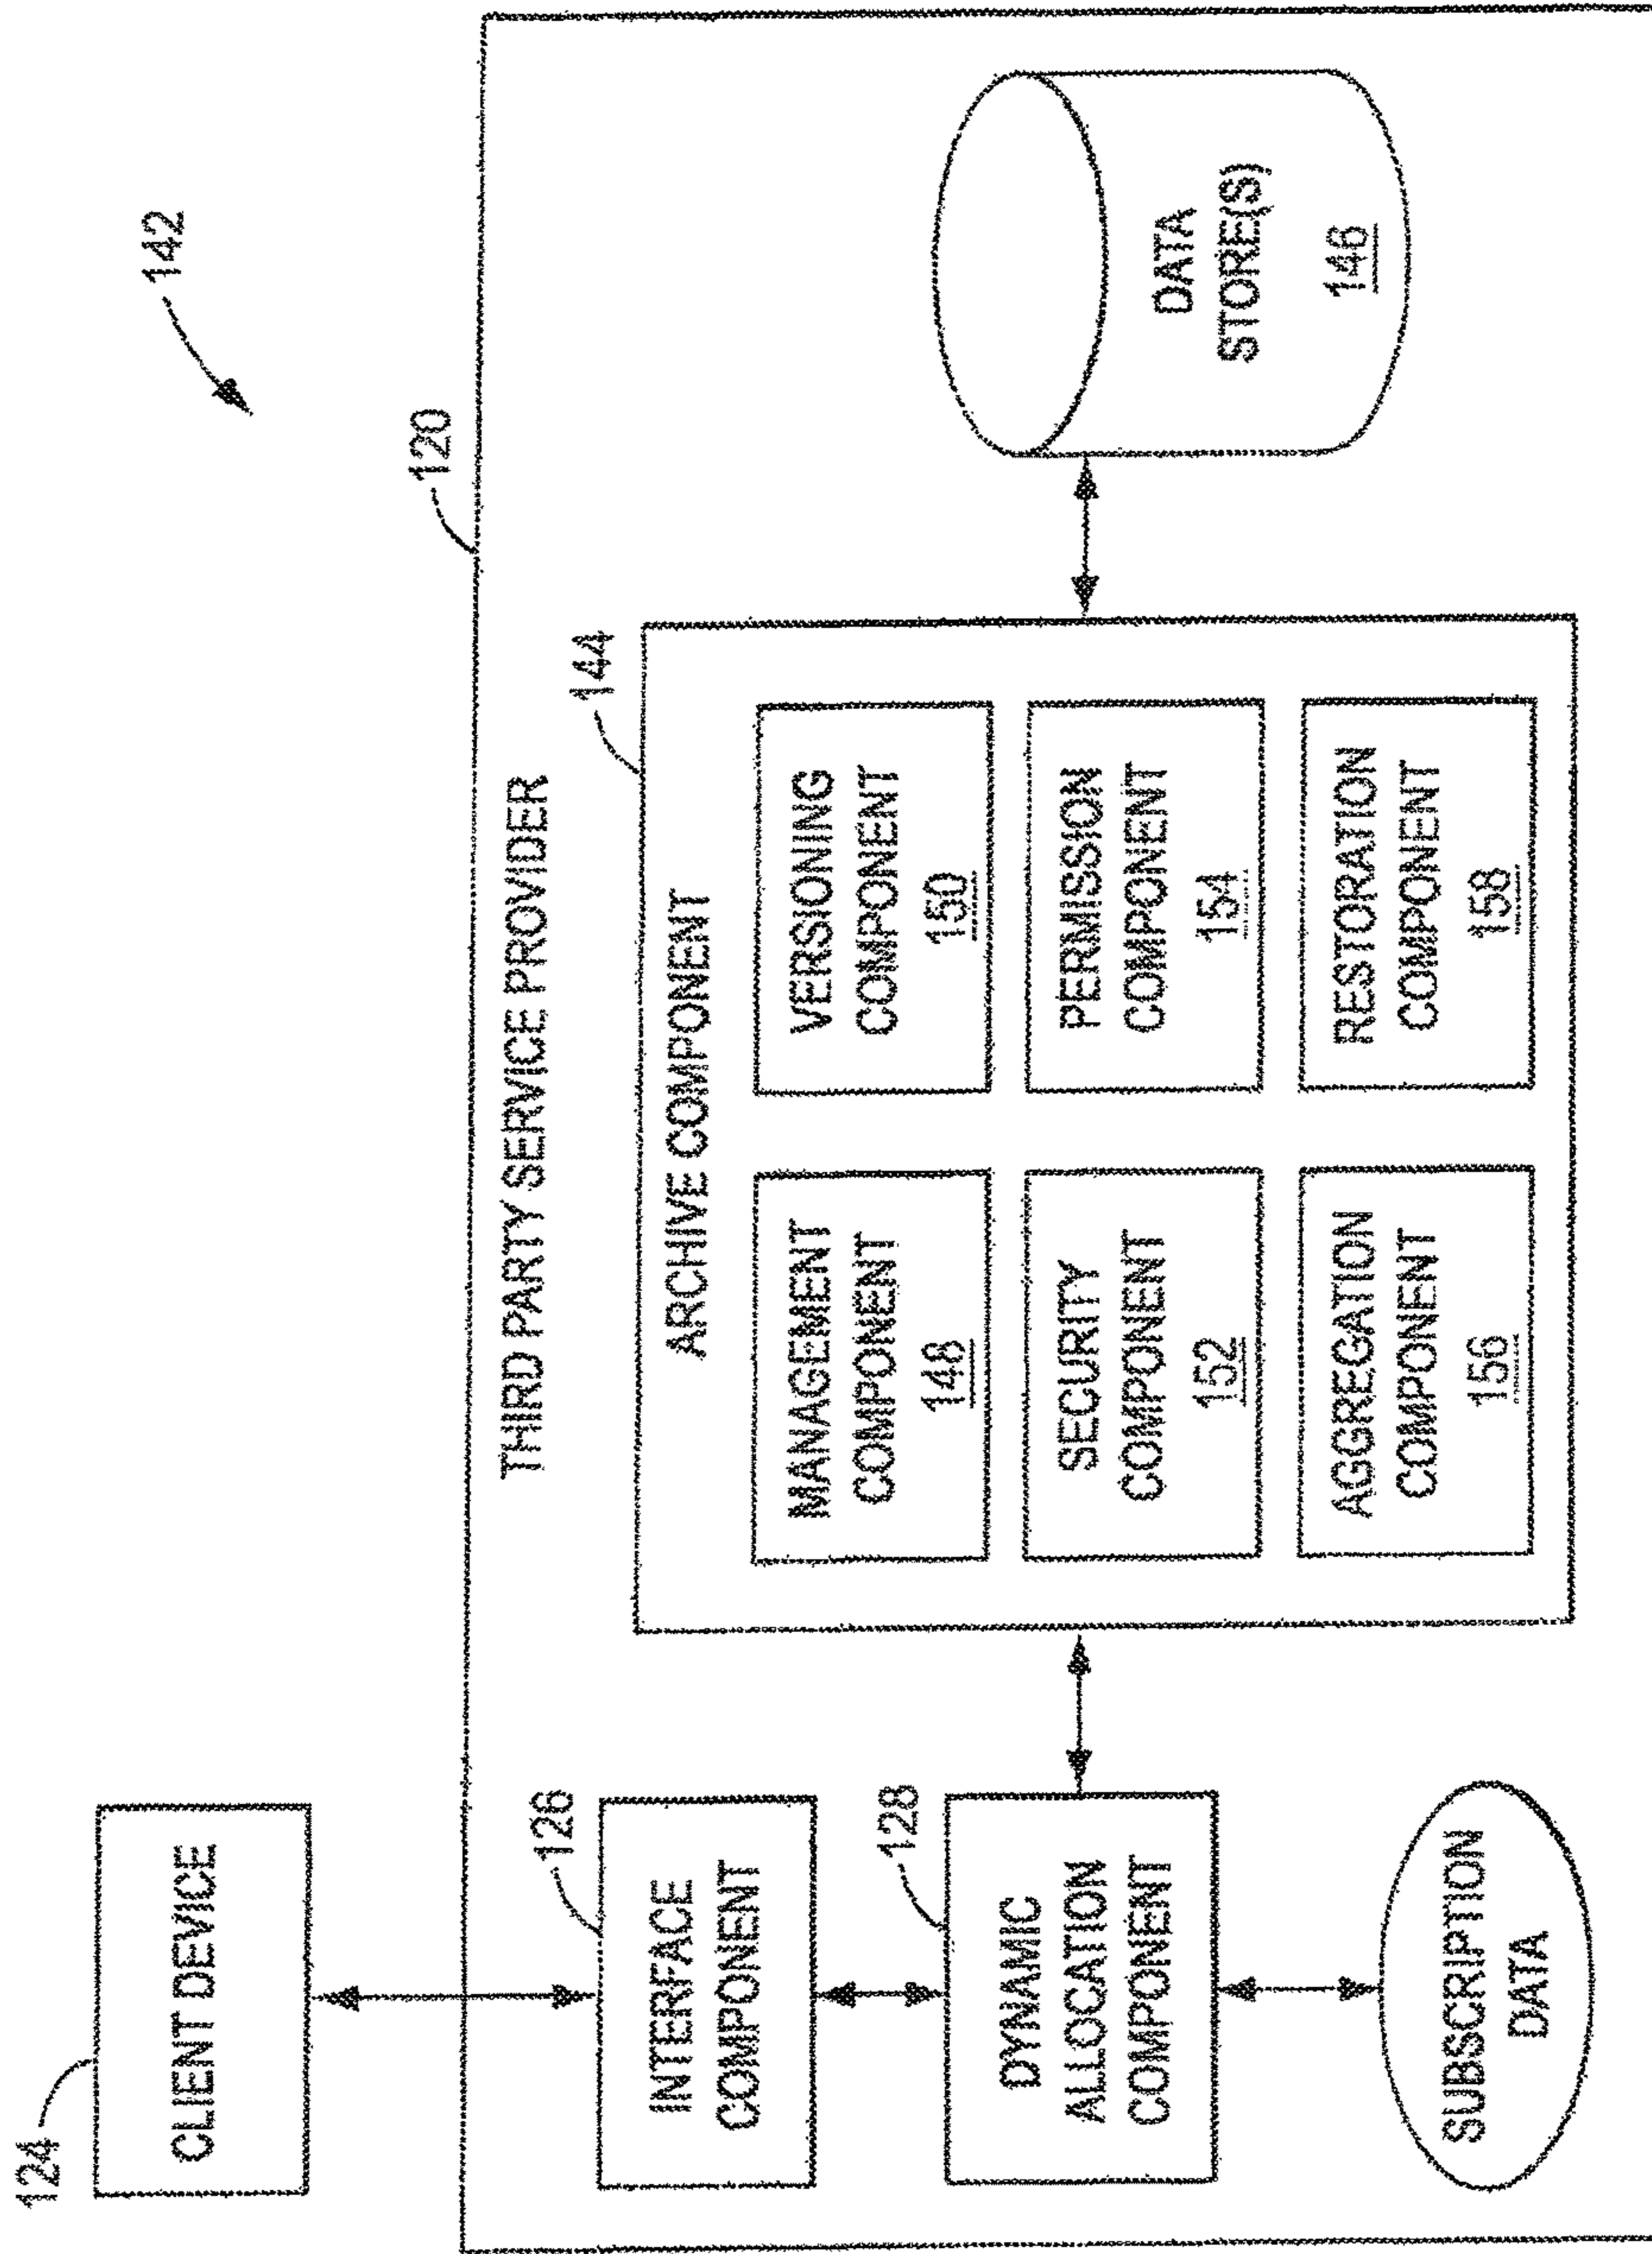 142
124
CLIENT DEVICE
120
THIRD PARTY SERVICE PROVIDER
126
INTERFACE
COMPONENT
128
DYNAMIC
ALLOCATION
COMPONENT
SUBSCRIPTION
DATA
144
ARCHIVE COMPONENT
MANAGEMENT
COMPONENT
148
VERSIONING
COMPONENT
150
SECURITY
COMPONENT
152
PERMISSION
COMPONENT
154
AGGREGATION
COMPONENT
156
RESTORATION
COMPONENT
158
DATA
STORE(S)
146